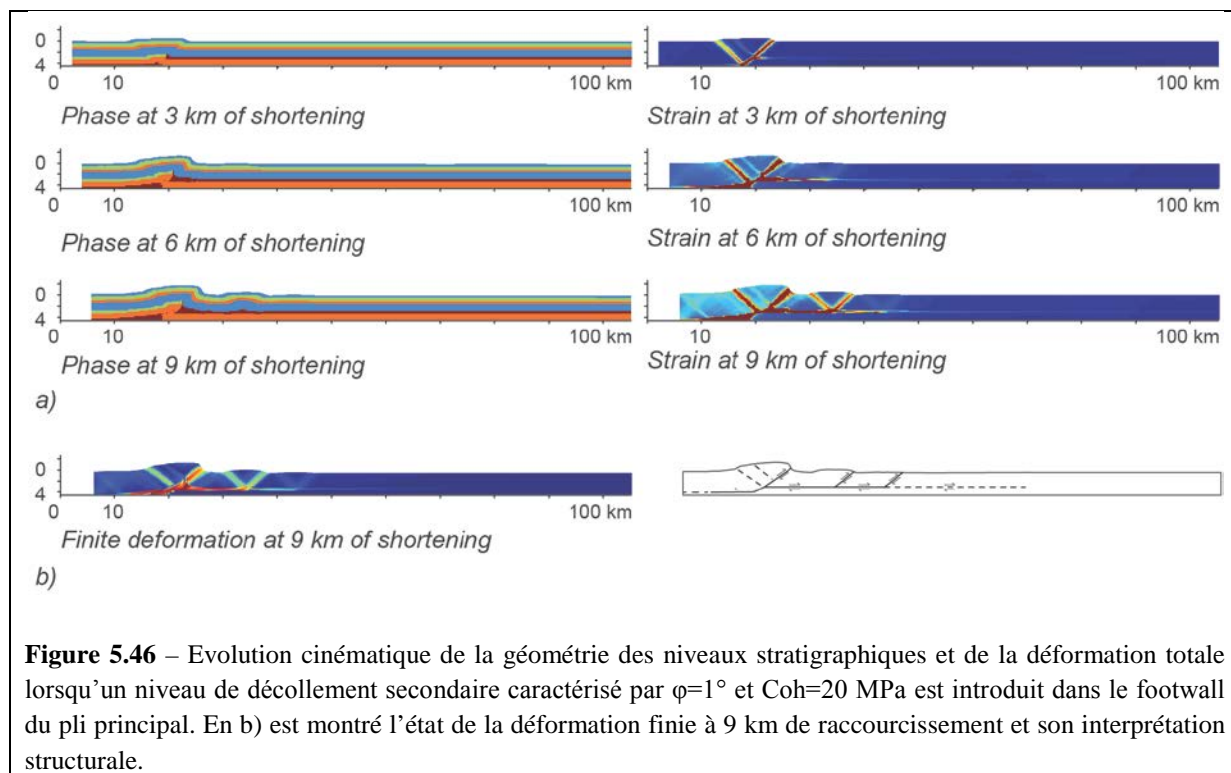 0
4
0 10 100 km
Phase at 3 km of shortening
10 100 km
Strain at 3 km of shortening
0
4
0 10 100 km
Phase at 6 km of shortening
10 100 km
Strain at 6 km of shortening
0
4
0 10 100 km
Phase at 9 km of shortening
10 100 km
Strain at 9 km of shortening
a)
0
4
10 100 km
Finite deformation at 9 km of shortening
b)
Figure 5.46 – Evolution cinématique de la géométrie des niveaux stratigraphiques et de la déformation totale
lorsqu’un niveau de décollement secondaire caractérisé par φ=1° et Coh=20 MPa est introduit dans le footwall
du pli principal. En b) est montré l’état de la déformation finie à 9 km de raccourcissement et son interprétation
structurale.